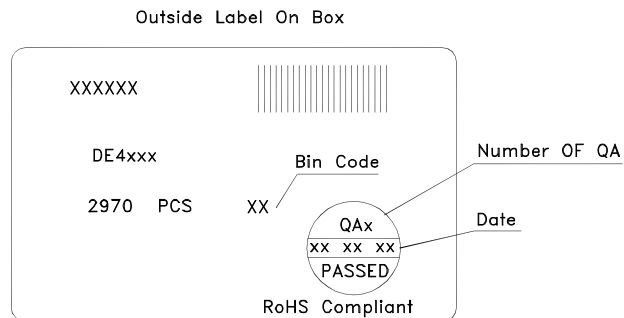 Outside Label On Box
XXXXXX
DE4xxx
Bin Code
Number OF QA
2970 PCS XX
QAx
Date
xx xx xx
PASSED
RoHS Compliant